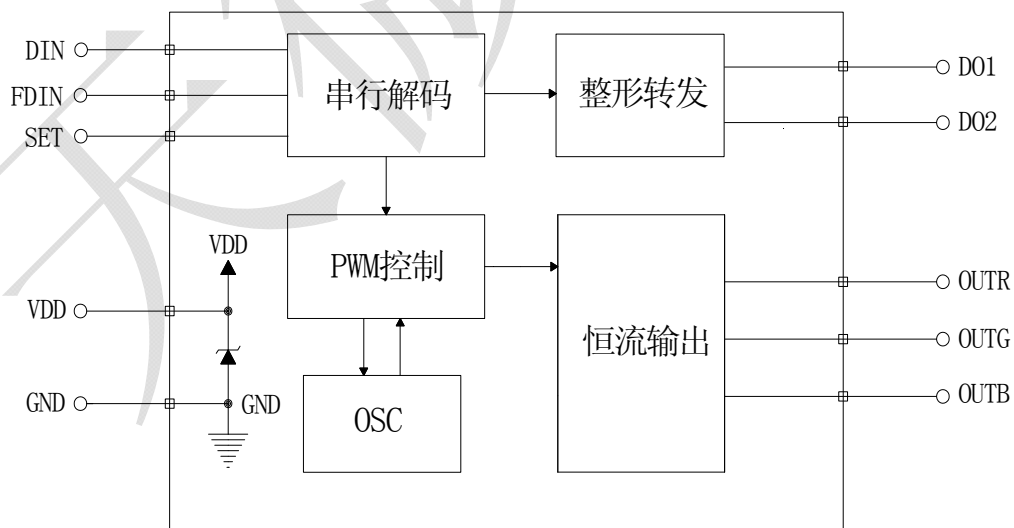 DIN
FDIN
SET
串行解码
整形转发
DO1
DO2
VDD
PWM控制
VDD
GND
GND
OSC
恒流输出
OUTR
OUTG
OUTB